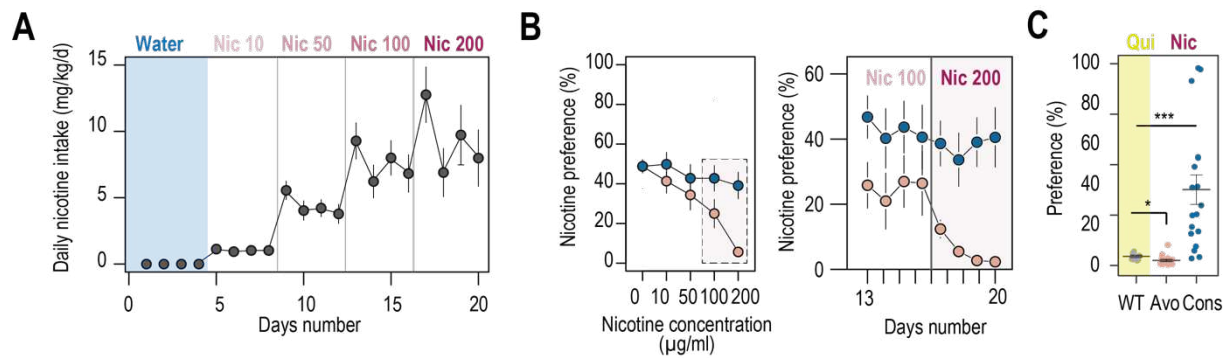 A
Water
Nic 10
Nic 50
Nic 100
Nic 200
Daily nicotine intake (mg/kg/d)
15
10
5
0
0
5
10
15
20
Days number
B
Nicotine preference (%)
100
80
60
40
20
0
0
10
50
100
200
Nicotine concentration
(µg/ml)
Nicotine preference (%)
60
40
20
0
Nic 100
Nic 200
13
20
Days number
C
Qui
Nic
Preference (%)
100
80
60
40
20
0
***
*
WT
Avo
Cons